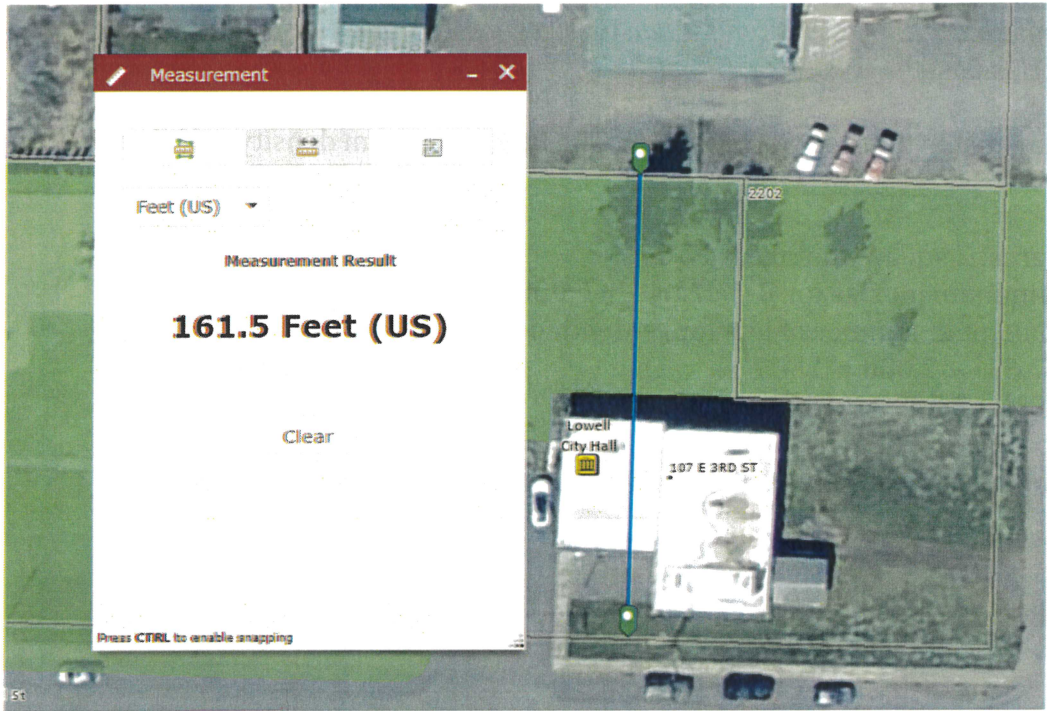 Measurement
Feet (US)
Measurement Result
161.5 Feet (US)
Clear
Press CTRL to enable snapping
2202
Lowell
City Hall
107 E 3RD ST
St